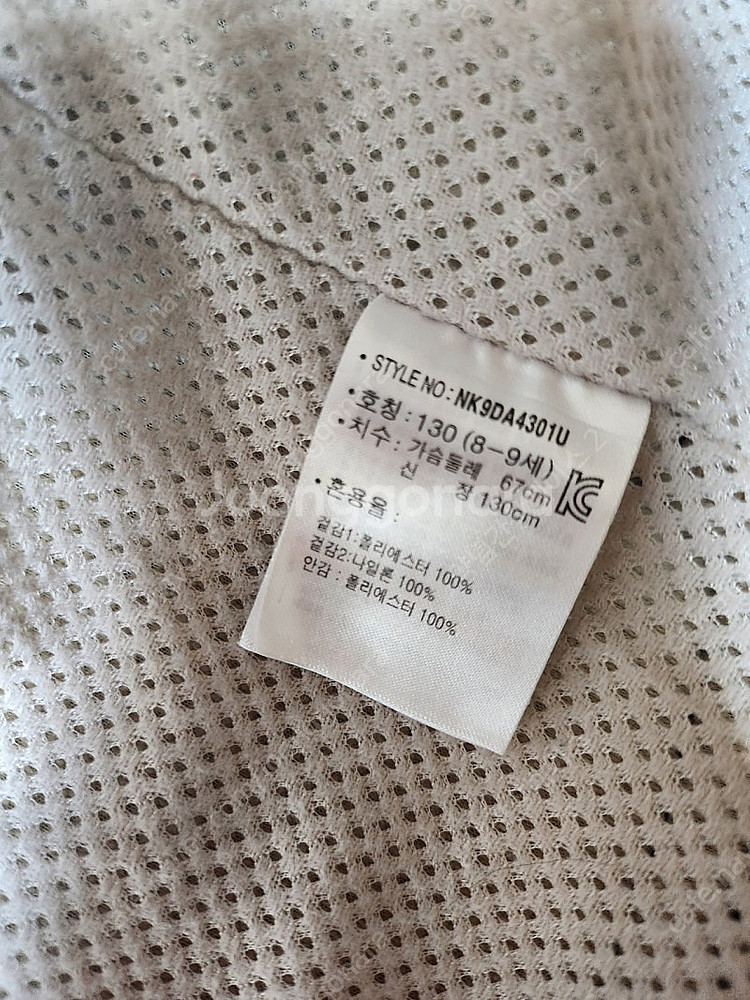 • STYLE NO : NK9DA4301U
• 호칭 : 130 (8-9세)
• 치수 : 가슴둘레 67cm
신 장 130cm
• 혼용율 :
겉감1:폴리에스터 100%
겉감2:나일론 100%
안감 : 폴리에스터 100%
Joonggonara